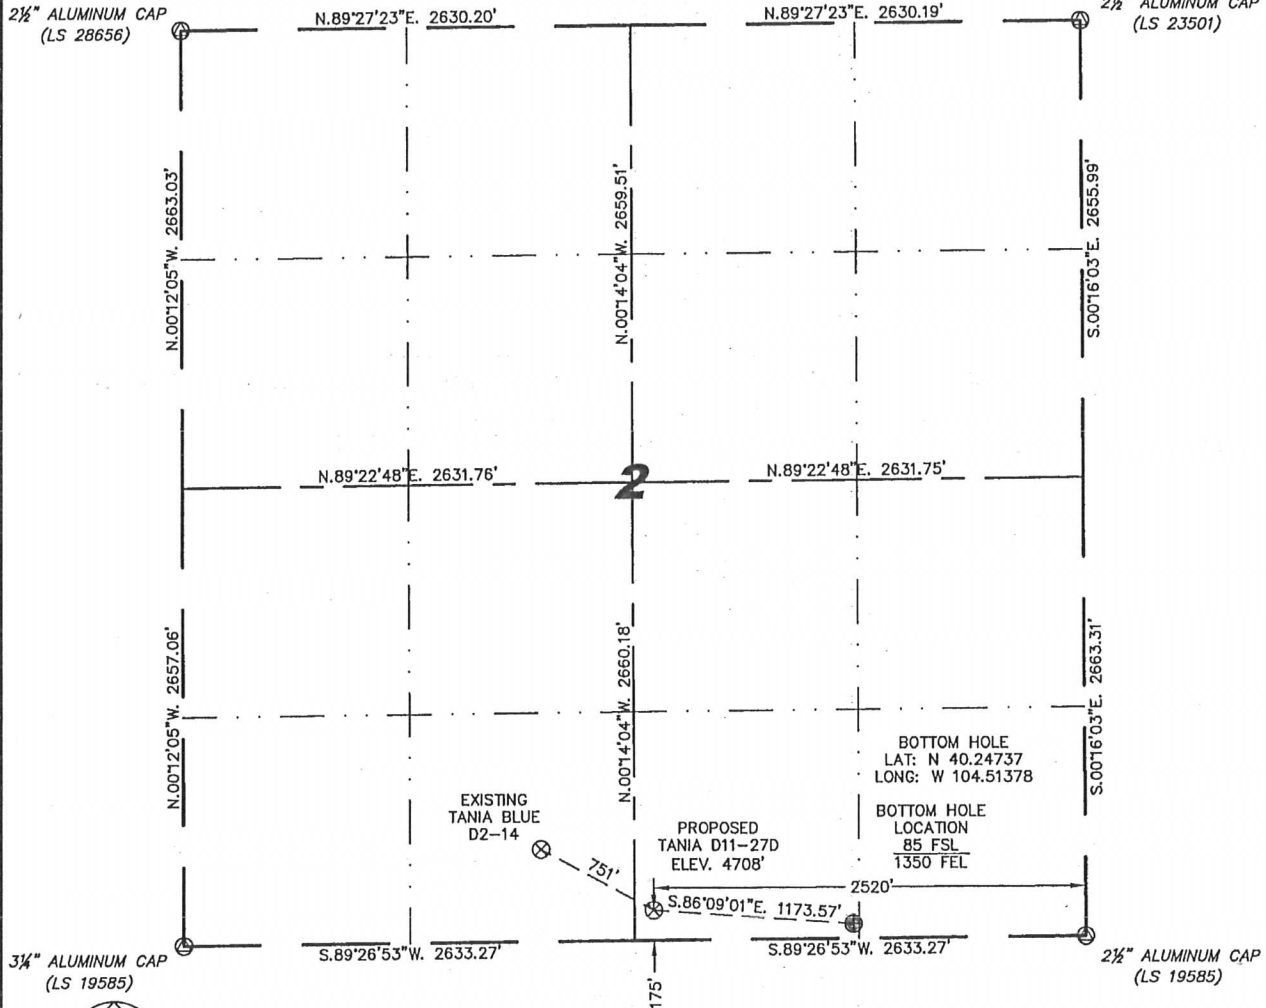 2½" ALUMINUM CAP
(LS 28656)
N.89°27'23"E. 2630.20'
N.89°27'23"E. 2630.19'
2½" ALUMINUM CAP
(LS 23501)
N.00°12'05"W. 2663.03'
N.00°14'04"W. 2659.51'
S.00°16'03"E. 2655.99'
N.89°22'48"E. 2631.76'
2
N.89°22'48"E. 2631.75'
N.00°12'05"W. 2657.06'
N.00°14'04"W. 2660.18'
S.00°16'03"E. 2663.31'
BOTTOM HOLE
LAT: N 40.24737
LONG: W 104.51378
EXISTING
TANIA BLUE
D2-14
PROPOSED
TANIA D11-27D
ELEV. 4708'
BOTTOM HOLE
LOCATION
85 FSL
1350 FEL
751'
2520'
S.86°09'01"E. 1173.57'
S.89°26'53"W. 2633.27'
S.89°26'53"W. 2633.27'
3¼" ALUMINUM CAP
(LS 19585)
2½" ALUMINUM CAP
(LS 19585)
175'